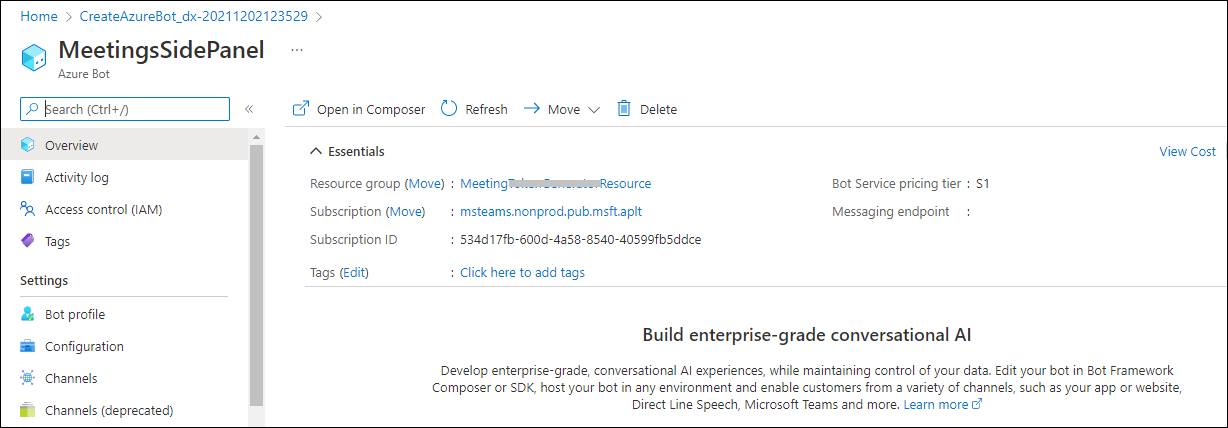 Home > CreateAzureBot_dx-20211202123529 >
MeetingsSidePanel ...
Azure Bot
Search (Ctrl+/) «
Open in Composer Refresh Move Delete
Overview
Activity log
Access control (IAM)
Tags
Settings
Bot profile
Configuration
Channels
Channels (deprecated)
Essentials View Cost
Resource group (Move) : Meeting Resource
Bot Service pricing tier : S1
Subscription (Move) : msteams.nonprod.pub.msft.aplt
Messaging endpoint :
Subscription ID : 534d17fb-600d-4a58-8540-40599fb5ddce
Tags (Edit) : Click here to add tags
Build enterprise-grade conversational AI
Develop enterprise-grade, conversational AI experiences, while maintaining control of your data. Edit your bot in Bot Framework
Composer or SDK, host your bot in any environment and enable customers from a variety of channels, such as your app or website,
Direct Line Speech, Microsoft Teams and more. Learn more